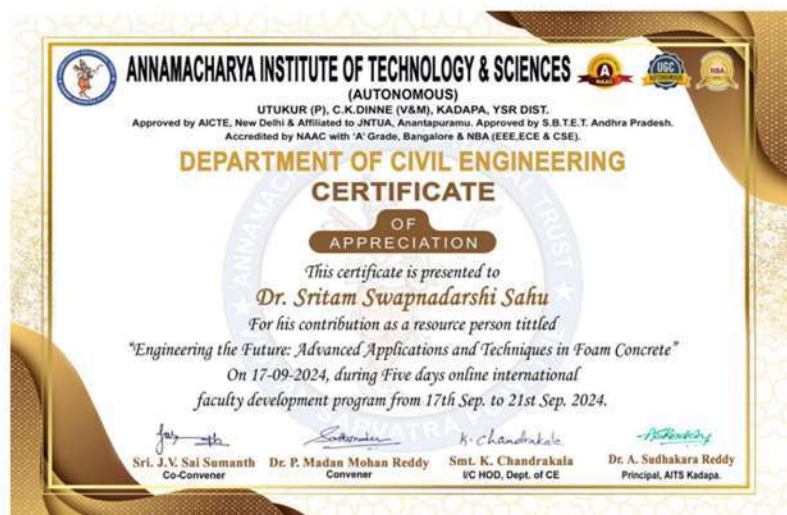 ANNAMACHARYA INSTITUTE OF TECHNOLOGY & SCIENCES
(AUTONOMOUS)
UTUKUR (P), C.K.DINNE (V&M), KADAPA, YSR DIST.
Approved by AICTE, New Delhi & Affiliated to JNTUA, Anantapuramu. Approved by S.B.T.E.T. Andhra Pradesh.
Accredited by NAAC with 'A' Grade, Bangalore & NBA (EEE,ECE & CSE).
A
NAAC
UGC
AUTONOMOUS
NBA
DEPARTMENT OF CIVIL ENGINEERING
CERTIFICATE
OF
APPRECIATION
This certificate is presented to
Dr. Sritam Swapnadarshi Sahu
For his contribution as a resource person tittled
"Engineering the Future: Advanced Applications and Techniques in Foam Concrete"
On 17-09-2024, during Five days online international
faculty development program from 17th Sep. to 21st Sep. 2024.
K. Chandrakala
Sri. J.V. Sai Sumanth
Co-Convener
Dr. P. Madan Mohan Reddy
Convener
Smt. K. Chandrakala
I/C HOD, Dept. of CE
Dr. A. Sudhakara Reddy
Principal, AITS Kadapa.